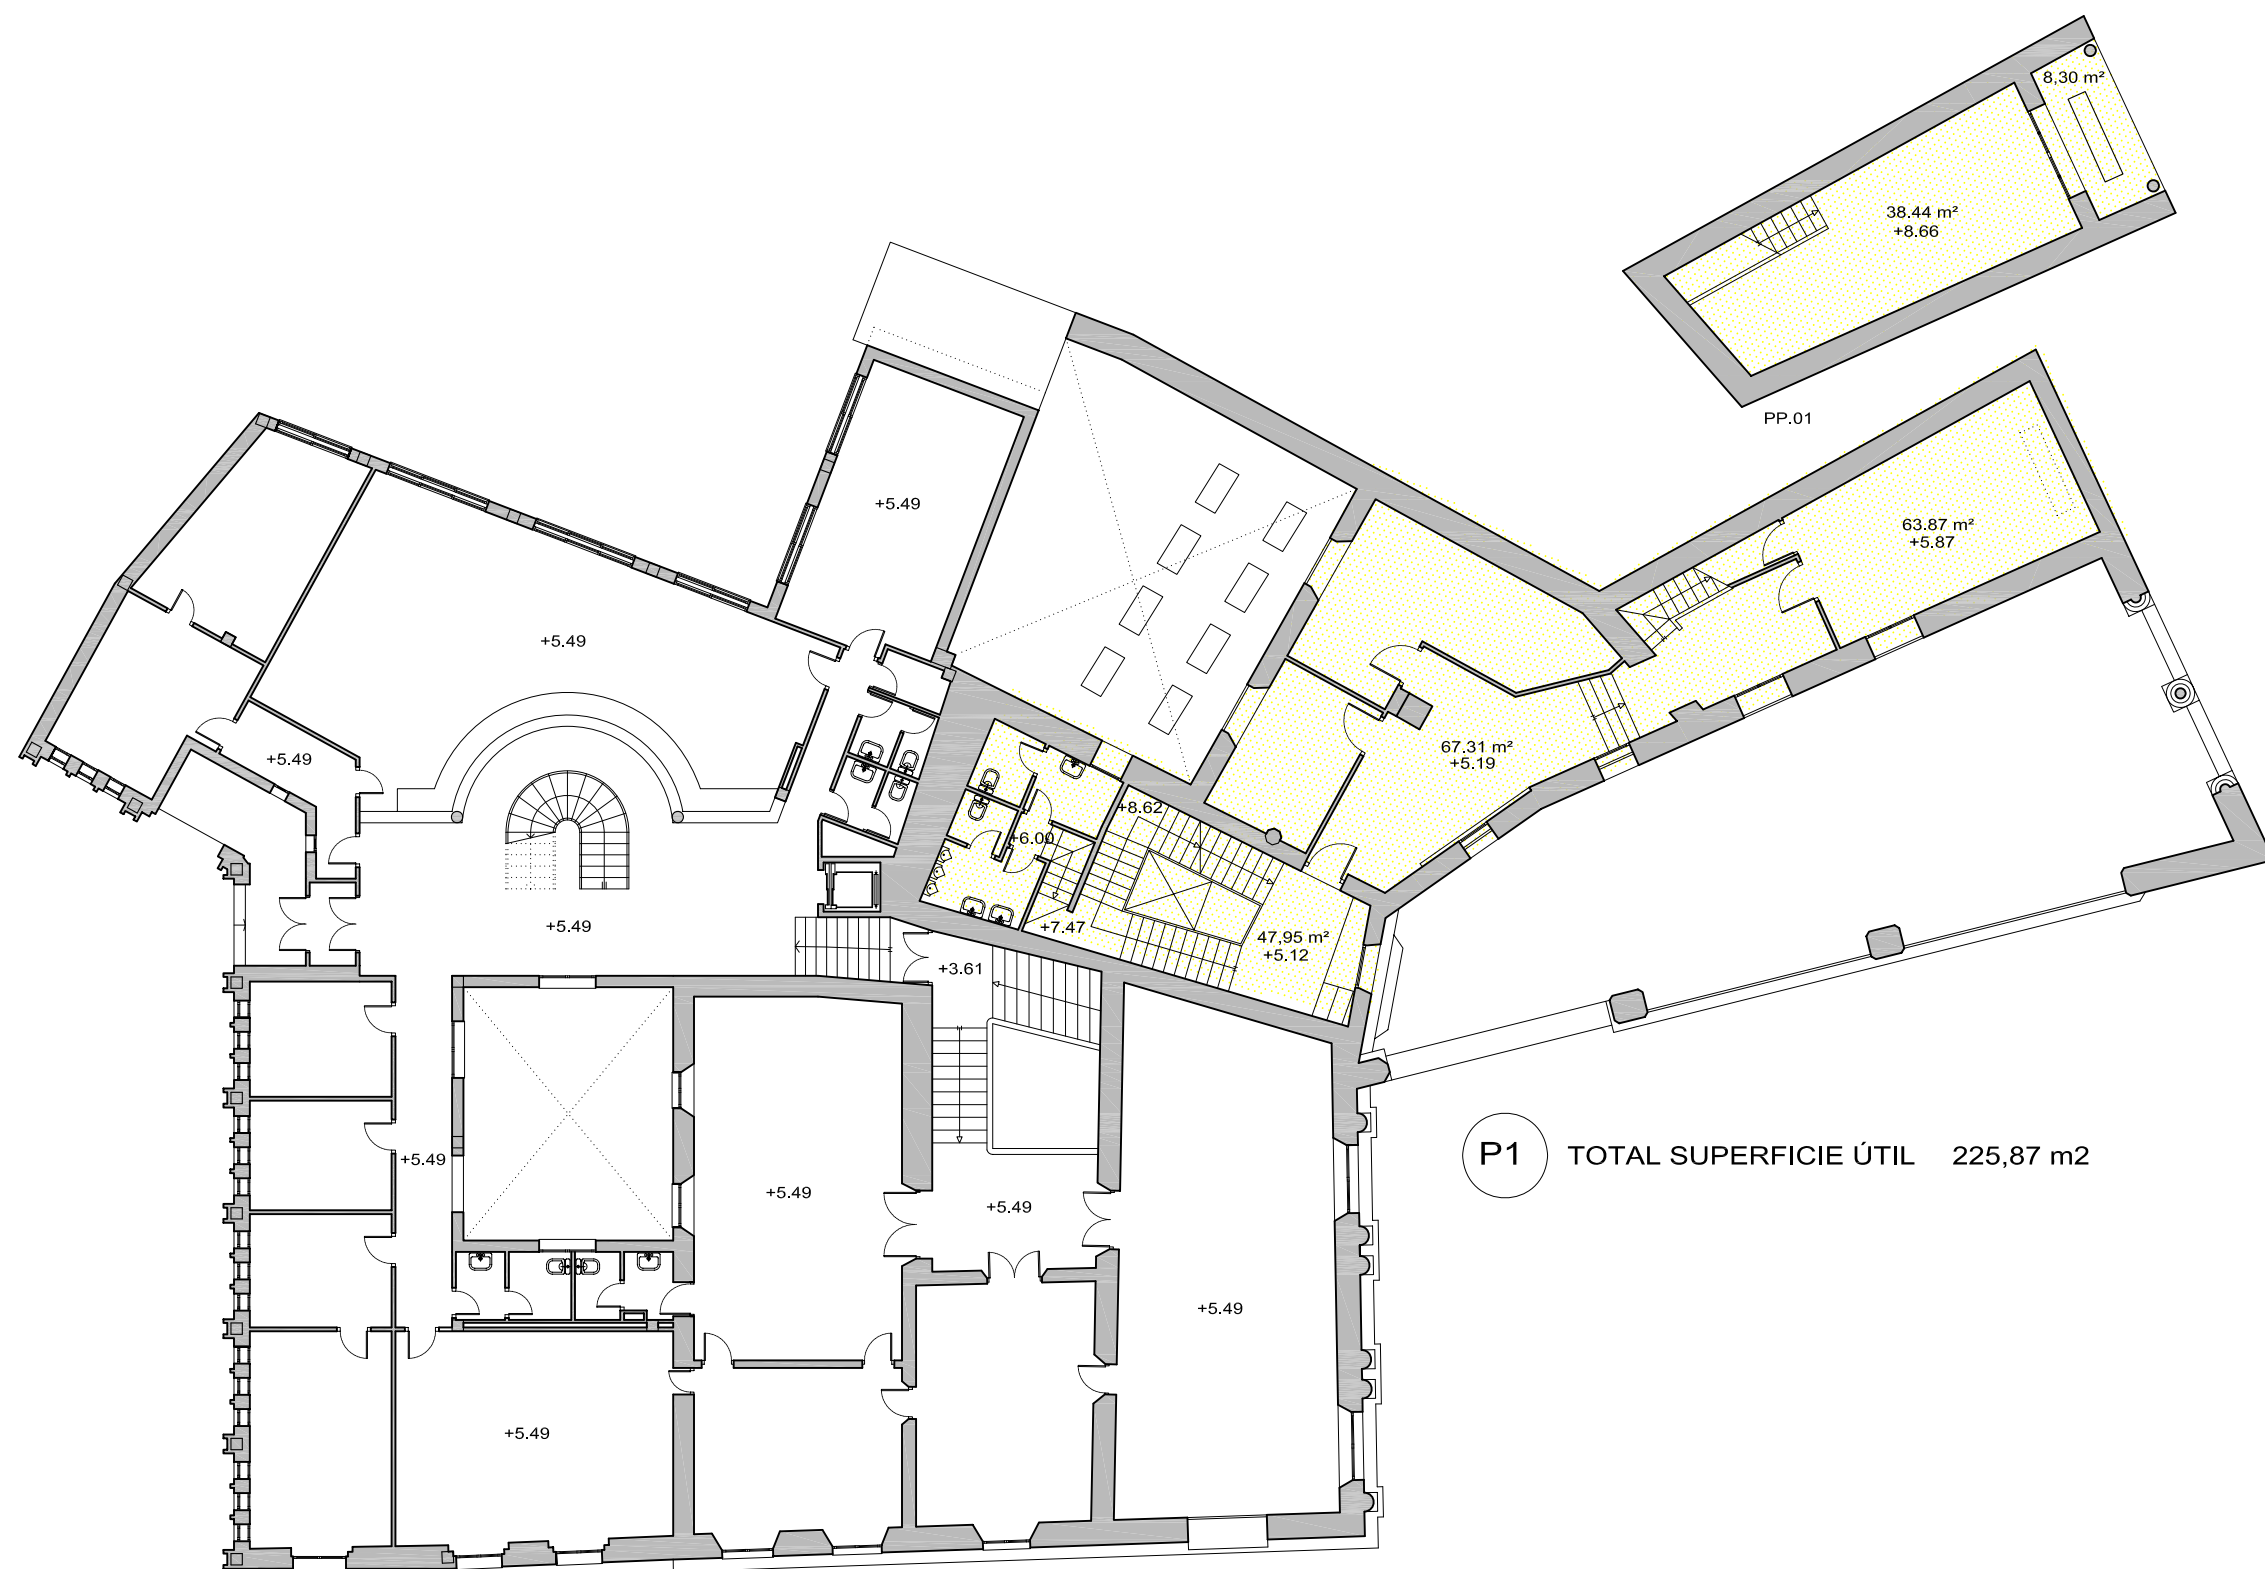 8,30 m²
38.44 m²
+8.66
PP.01
+5.49
63.87 m²
+5.87
+5.49
67.31 m²
+5.19
+5.49
+8.62
+6.00
+5.49
+7.47
47,95 m²
+5.12
+3.61
P1 TOTAL SUPERFICIE ÚTIL 225,87 m2
+5.49
+5.49
+5.49
+5.49
+5.49